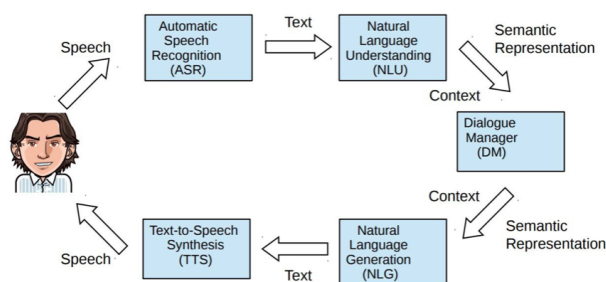 Speech
Automatic
Speech
Recognition
(ASR)
Text
Natural
Language
Understanding
(NLU)
Semantic
Representation
Context
Dialogue
Manager
(DM)
Context
Semantic
Representation
Natural
Language
Generation
(NLG)
Text
Text-to-Speech
Synthesis
(TTS)
Speech